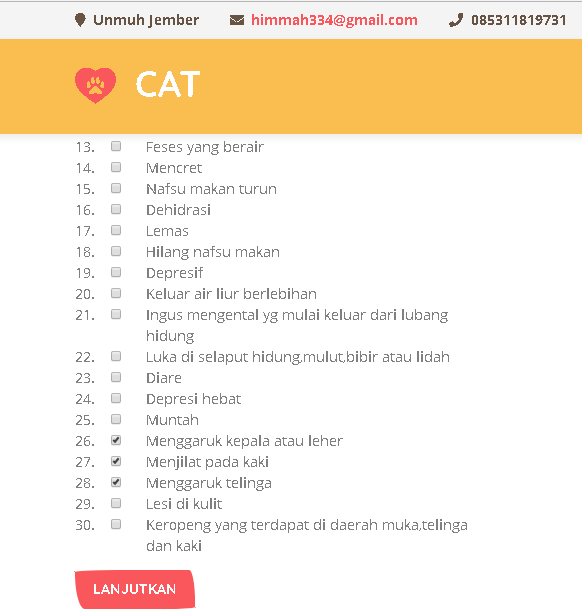 Unmuh Jember himmah334@gmail.com 085311819731
CAT
13. Feses yang berair
14. Mencret
15. Nafsu makan turun
16. Dehidrasi
17. Lemas
18. Hilang nafsu makan
19. Depresif
20. Keluar air liur berlebihan
21. Ingus mengental yg mulai keluar dari lubang
hidung
22. Luka di selaput hidung,mulut,bibir atau lidah
23. Diare
24. Depresi hebat
25. Muntah
26. Menggaruk kepala atau leher
27. Menjilat pada kaki
28. Menggaruk telinga
29. Lesi di kulit
30. Keropeng yang terdapat di daerah muka,telinga
dan kaki
LANJUTKAN